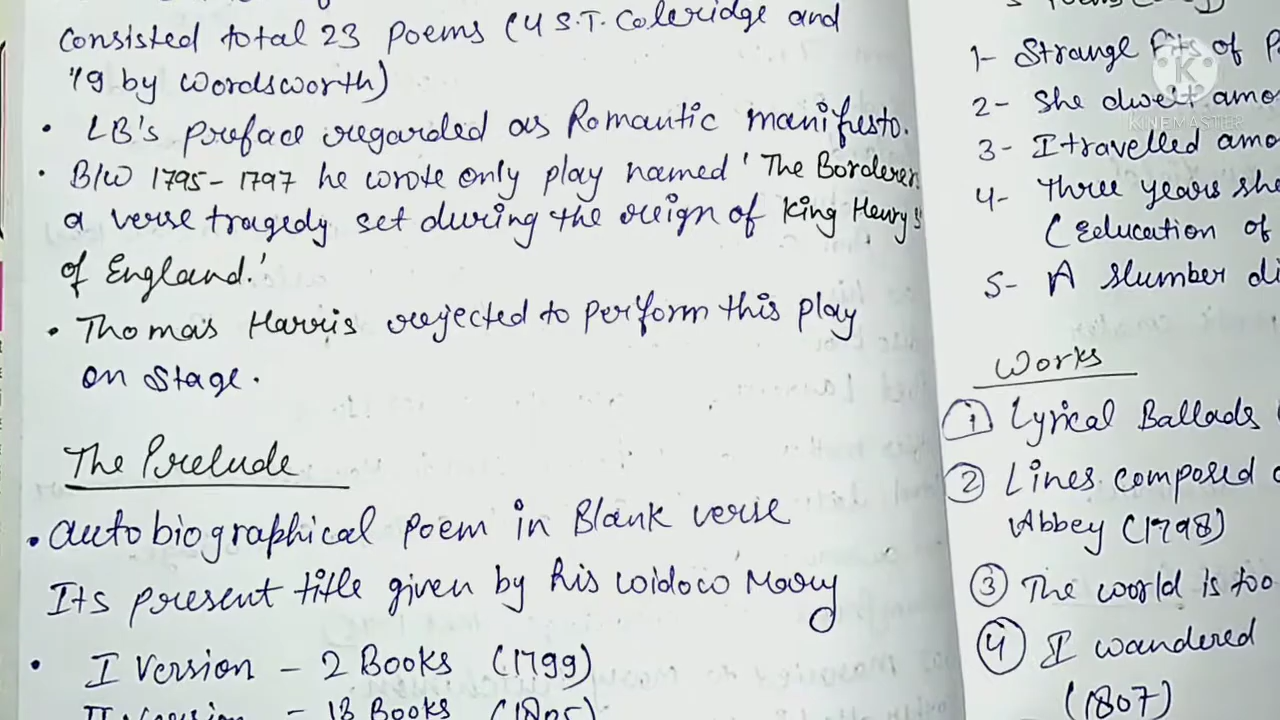 consisted total 23 poems (4 S.T. Coleridge and
19 by Wordsworth)
• LB's preface regarded as Romantic manifesto.
• B/W 1795-1797 he wrote only play named 'The Borderers
a verse tragedy set during the reign of King Henry
of England.'
• Thomas Harris rejected to perform this play
on stage.
The Prelude
• autobiographical poem in Blank verse
Its present title given by his widow Mary
• I Version - 2 Books (1799)
- 13 Books (1805)
1- Strange fits of
2- She dwelt
3- I travelled
4- Three years she
(Education of
5- A slumber
Works
① Lyrical Ballads
② Lines composed
Abbey (1798)
③ The world is too
④ I wandered
(1807)
KINEMASTER